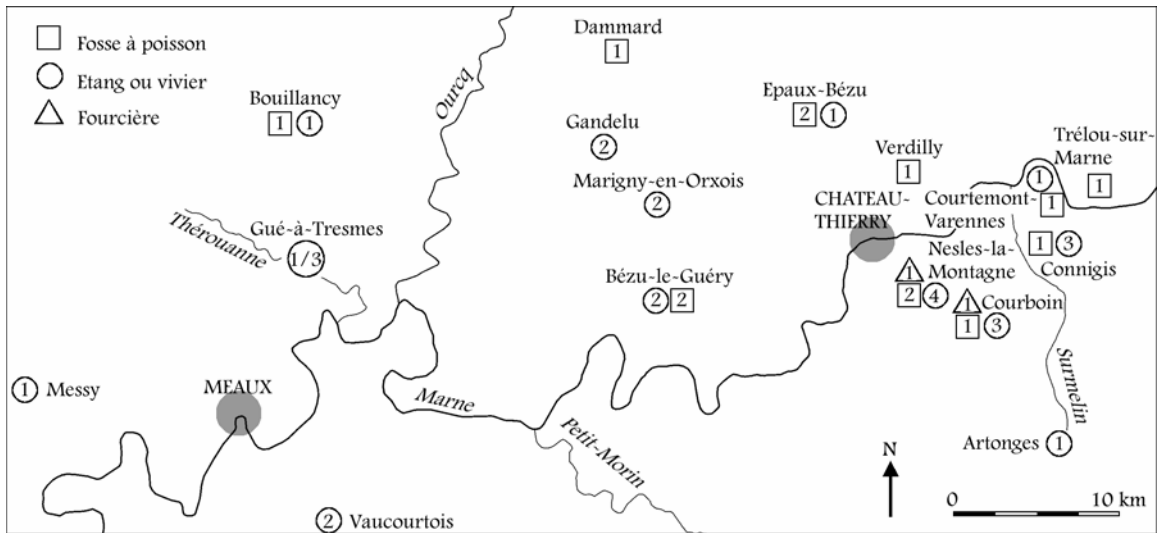 Fosse à poisson
Etang ou vivier
Fourcière
Dammard
1
Bouillancy
1 1
Ourcq
Epaux-Bézu
2 1
Gandelu
2
Verdilly
1
Trélou-sur-
Marne
1
1
Marigny-en-Orxois
2
CHATEAU-
THIERRY
Courtemont-
Varennes
1
Thérouanne
Gué-à-Tresmes
1/3
Nesles-la-
Montagne
1
2 4
1 3
Connigis
Bézu-le-Guéry
2 2
Courboin
1
1 3
Surmelin
1 Messy
MEAUX
Marne
Petit-Morin
Artonges 1
N
0 10 km
2 Vaucourtois